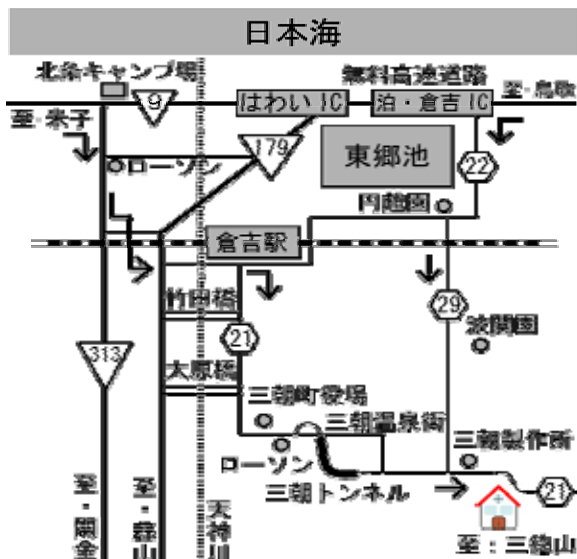 日本海
北条キャンプ場
無料高速道路
9
はわいIC
泊・倉吉IC
至・鳥取
至・米子
179
東郷池
22
ローソン
円趙園
倉吉駅
竹田橋
29
波関園
21
313
大原橋
三朝町役場
三朝温泉街
三朝製作所
ローソン
三朝トンネル
21
至・関金
至・蒜山
天神川
至：三徳山